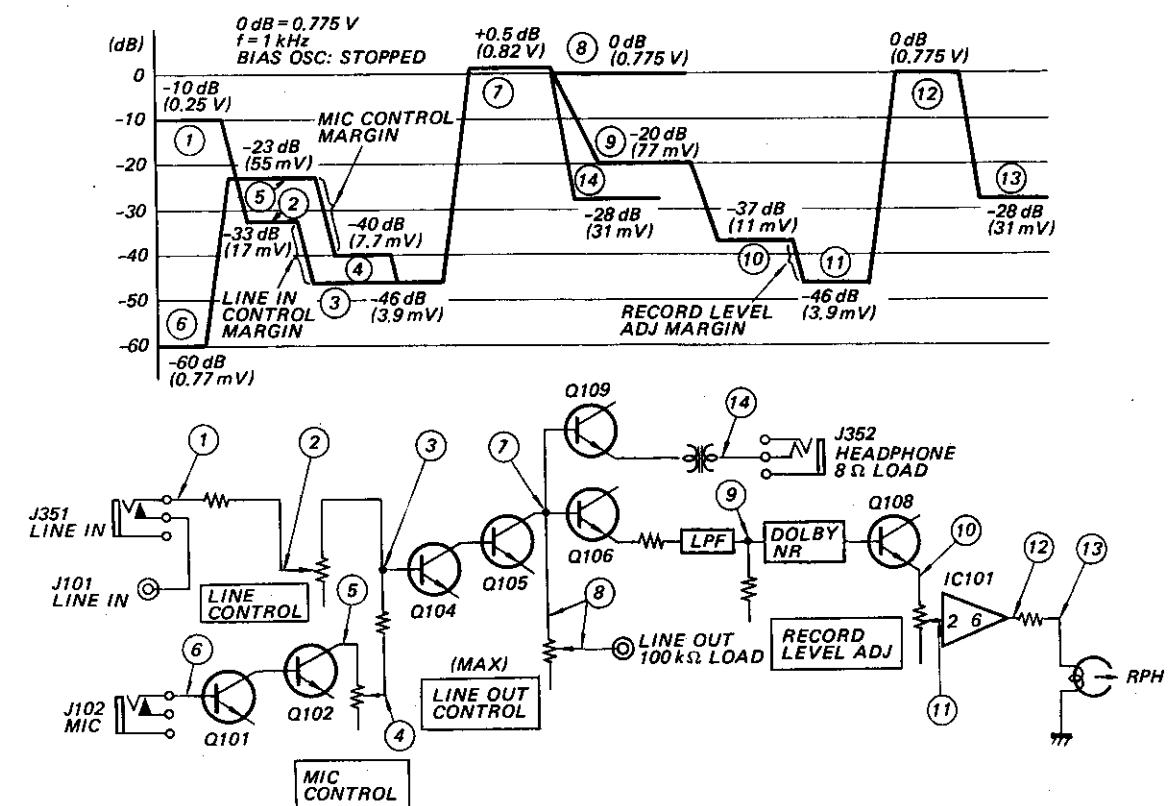 0 dB = 0.775 V
f = 1 kHz
BIAS OSC: STOPPED
(dB)
0
-10
-20
-30
-40
-50
-60
-10 dB
(0.25 V)
1
-23 dB
(55 mV)
5
2
-33 dB
(17 mV)
MIC CONTROL
MARGIN
-40 dB
(7.7 mV)
4
LINE IN
CONTROL
MARGIN
3
-46 dB
(3.9 mV)
6
-60 dB
(0.77 mV)
+0.5 dB
(0.82 V)
7
8
0 dB
(0.775 V)
9
-20 dB
(77 mV)
14
-28 dB
(31 mV)
-37 dB
(11 mV)
10
11
-46 dB
(3.9 mV)
RECORD LEVEL
ADJ MARGIN
0 dB
(0.775 V)
12
13
-28 dB
(31 mV)
1
2
3
J351
LINE IN
J101
LINE IN
LINE
CONTROL
5
6
J102
MIC
Q101
Q102
4
MIC
CONTROL
Q104
Q105
7
Q109
14
J352
HEADPHONE
8 Ω LOAD
Q106
LPF
9
DOLBY
NR
Q108
10
8
(MAX)
LINE OUT
CONTROL
LINE OUT
100 kΩ LOAD
RECORD
LEVEL ADJ
11
IC101
2 6
12
13
RPH